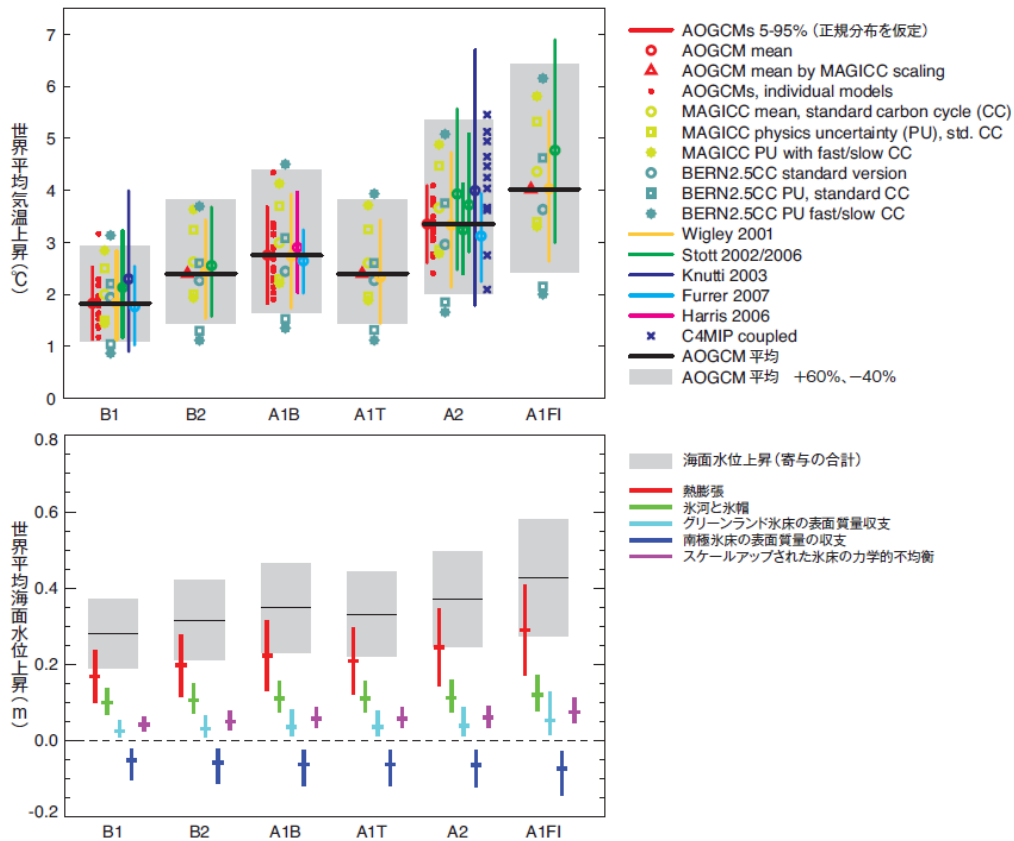 世界平均気温上昇(℃)
7
6
5
4
3
2
1
0
B1 B2 A1B A1T A2 A1FI
AOGCMs 5-95% (正規分布を仮定)
AOGCM mean
AOGCM mean by MAGICC scaling
AOGCMs, individual models
MAGICC mean, standard carbon cycle (CC)
MAGICC physics uncertainty (PU), std. CC
MAGICC PU with fast/slow CC
BERN2.5CC standard version
BERN2.5CC PU, standard CC
BERN2.5CC PU fast/slow CC
Wigley 2001
Stott 2002/2006
Knutti 2003
Furrer 2007
Harris 2006
C4MIP coupled
AOGCM 平均
AOGCM 平均 +60%、−40%
世界平均海面水位上昇(m)
0.8
0.6
0.4
0.2
0.0
-0.2
B1 B2 A1B A1T A2 A1FI
海面水位上昇(寄与の合計)
熱膨張
氷河と氷帽
グリーンランド氷床の表面質量収支
南極氷床の表面質量の収支
スケールアップされた氷床の力学的不均衡